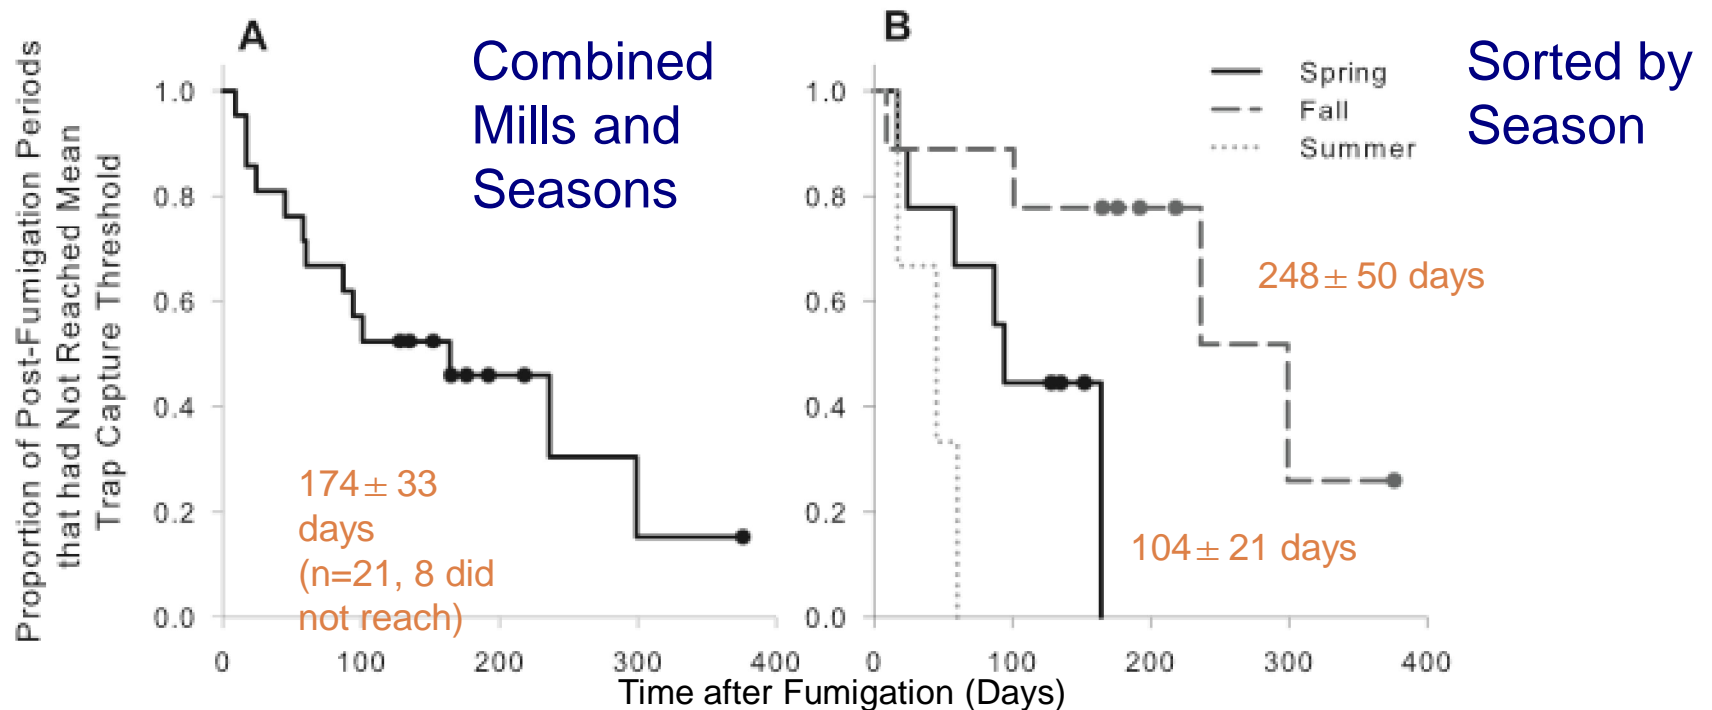 A
Combined
Mills and
Seasons
Proportion of Post-Fumigation Periods
that had Not Reached Mean
Trap Capture Threshold
1.0
0.8
0.6
0.4
0.2
0.0
174± 33
days
(n=21, 8 did
not reach)
0 100 200 300 400
B
Spring
Fall
Summer
Sorted by
Season
1.0
0.8
0.6
0.4
0.2
0.0
248± 50 days
104± 21 days
0 100 200 300 400
Time after Fumigation (Days)